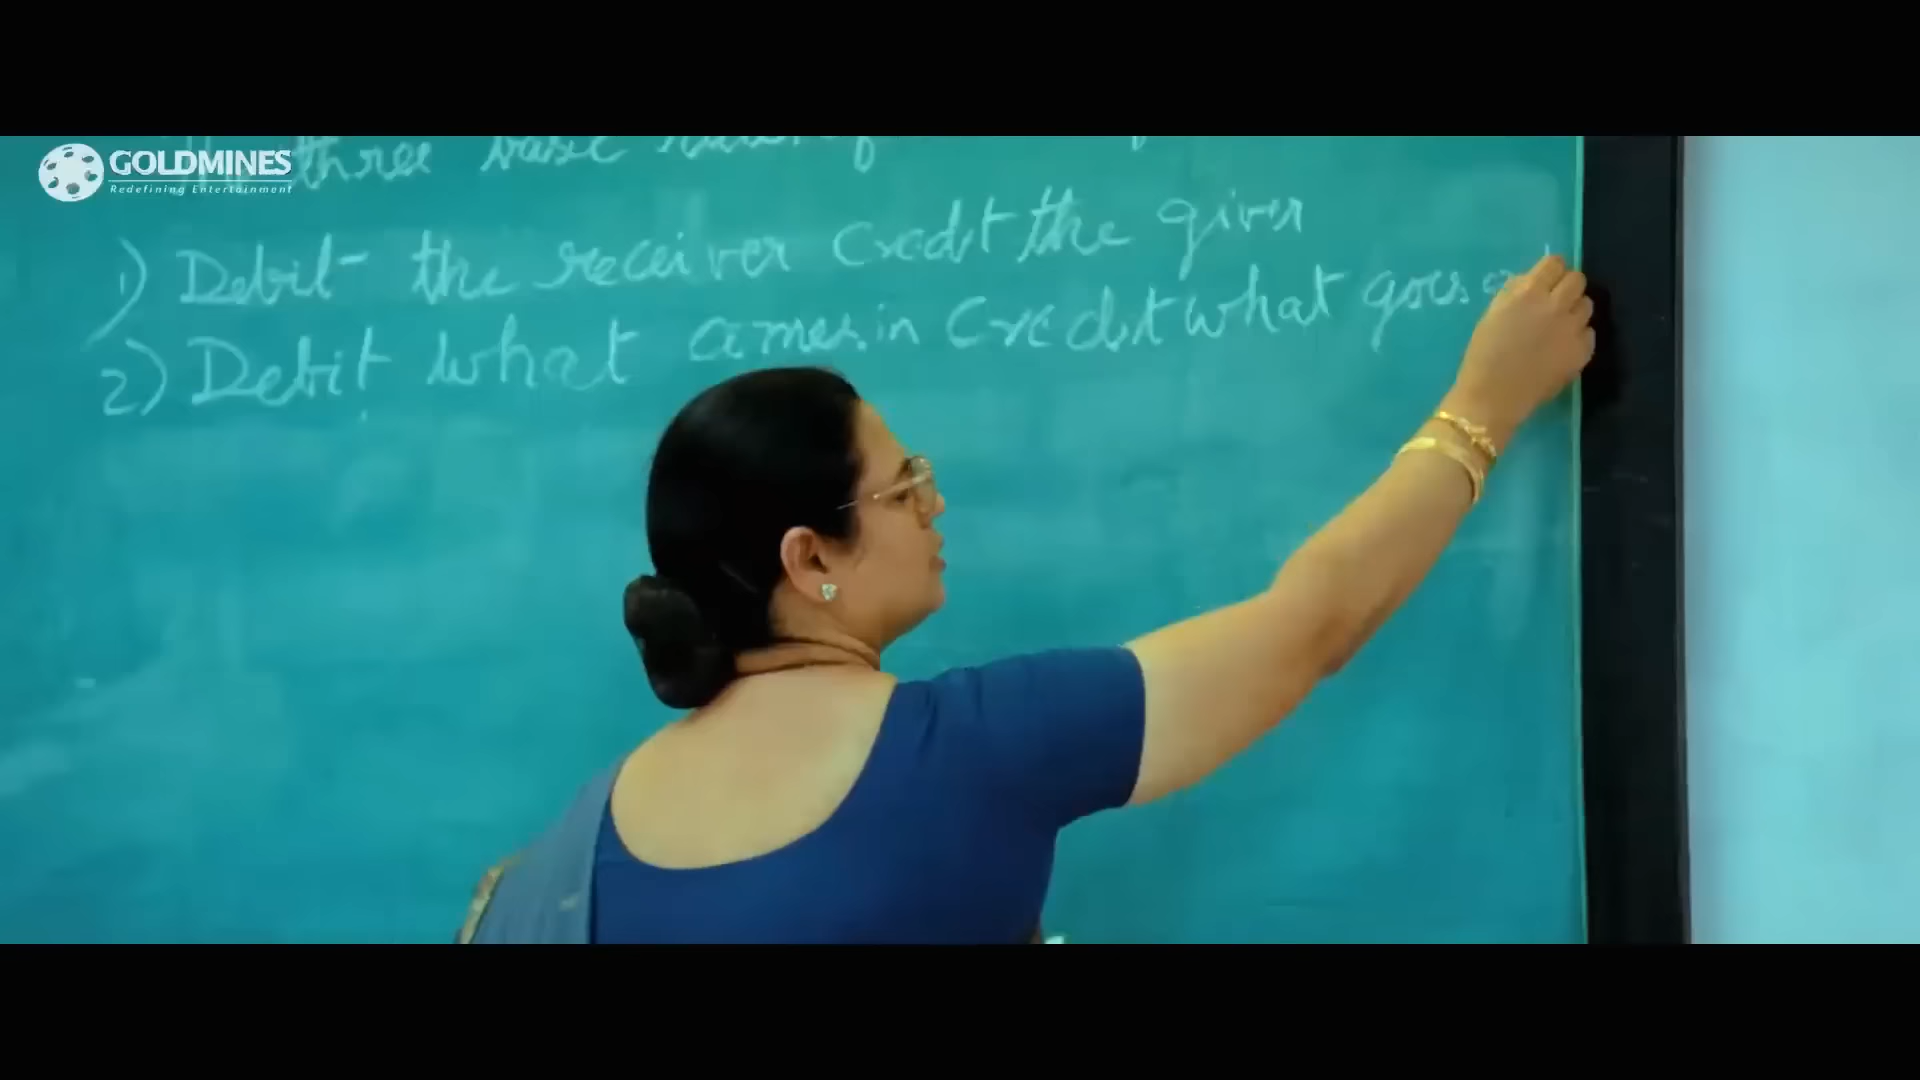 GOLDMINES
Redefining Entertainment
three basic
1) Debit the receiver Credit the giver
2) Debit what comes in Credit what goes